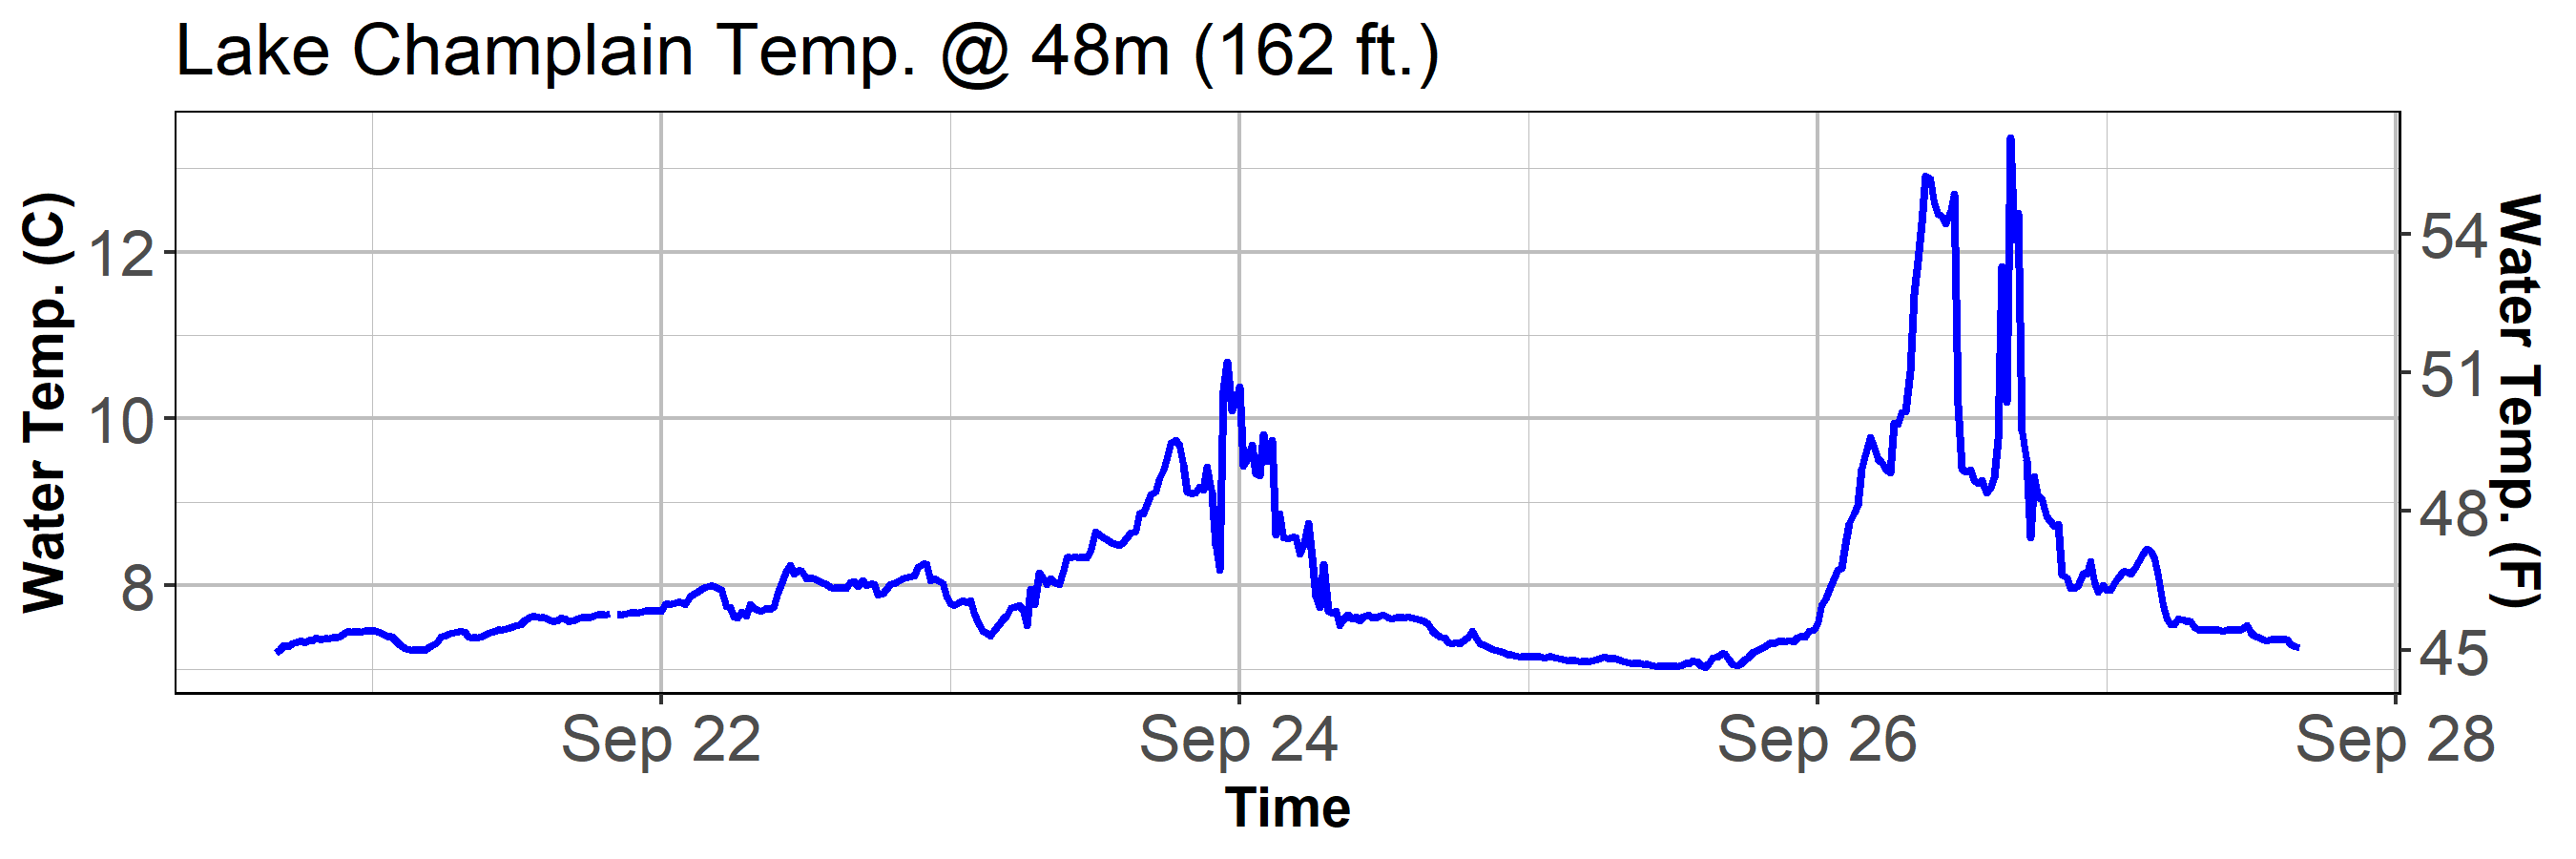 Lake Champlain Temp. @ 48m (162 ft.)
Water Temp. (C)
12
10
8
54
51
48
45
Water Temp. (F)
Sep 22 Sep 24 Sep 26 Sep 28
Time